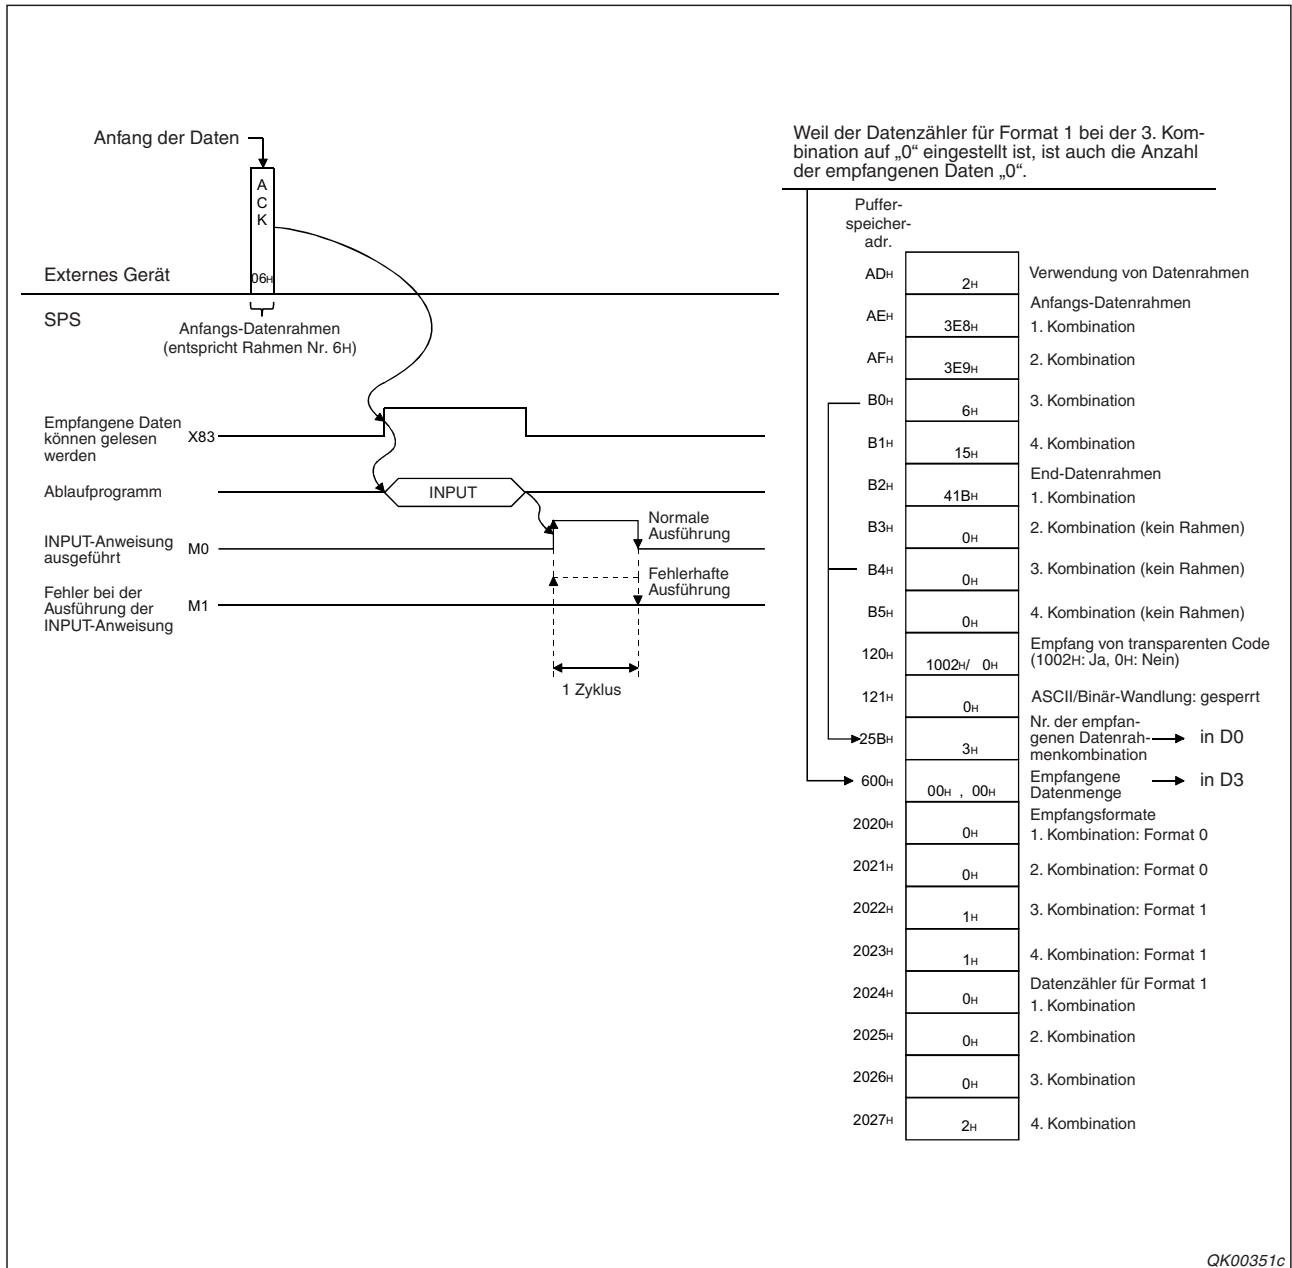 Anfang der Daten
A
C
K
06H
Externes Gerät
SPS
Anfangs-Datenrahmen
(entspricht Rahmen Nr. 6H)
Empfangene Daten
können gelesen
werden
X83
Ablaufprogramm
INPUT
INPUT-Anweisung
ausgeführt
M0
Normale
Ausführung
Fehler bei der
Ausführung der
INPUT-Anweisung
M1
Fehlerhafte
Ausführung
1 Zyklus
Weil der Datenzähler für Format 1 bei der 3. Kom-
bination auf „0“ eingestellt ist, ist auch die Anzahl
der empfangenen Daten „0“.
Puffer-
speicher-
adr.
ADH 2H Verwendung von Datenrahmen
Anfangs-Datenrahmen
AEH 3E8H 1. Kombination
AFH 3E9H 2. Kombination
B0H 6H 3. Kombination
B1H 15H 4. Kombination
End-Datenrahmen
B2H 41BH 1. Kombination
B3H 0H 2. Kombination (kein Rahmen)
B4H 0H 3. Kombination (kein Rahmen)
B5H 0H 4. Kombination (kein Rahmen)
120H 1002H/ 0H Empfang von transparenten Code
(1002H: Ja, 0H: Nein)
121H 0H ASCII/Binär-Wandlung: gesperrt
25BH 3H Nr. der empfan-
genen Datenrah-
menkombination
in D0
600H 00H , 00H Empfangene
Datenmenge
in D3
Empfangsformate
2020H 0H 1. Kombination: Format 0
2021H 0H 2. Kombination: Format 0
2022H 1H 3. Kombination: Format 1
2023H 1H 4. Kombination: Format 1
Datenzähler für Format 1
2024H 0H 1. Kombination
2025H 0H 2. Kombination
2026H 0H 3. Kombination
2027H 2H 4. Kombination
QK00351c